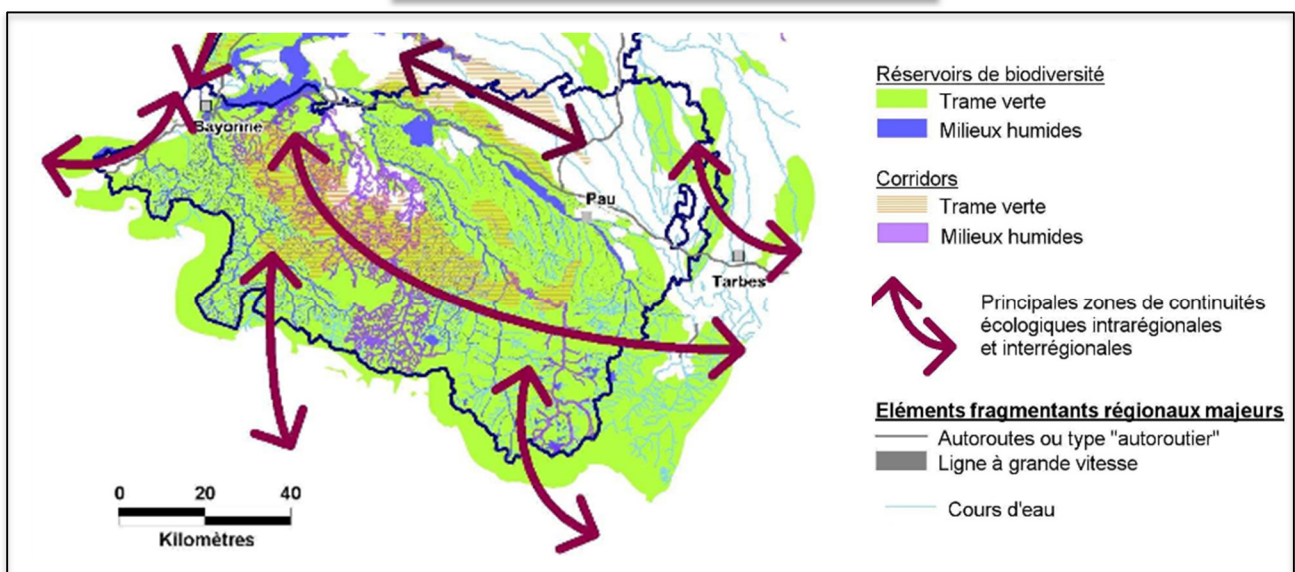 Bayonne
Pau
Tarbes
0 20 40
Kilomètres
Réservoirs de biodiversité
Trame verte
Milieux humides
Corridors
Trame verte
Milieux humides
Principales zones de continuités
écologiques intrarégionales
et interrégionales
Eléments fragmentants régionaux majeurs
Autoroutes ou type "autoroutier"
Ligne à grande vitesse
Cours d'eau